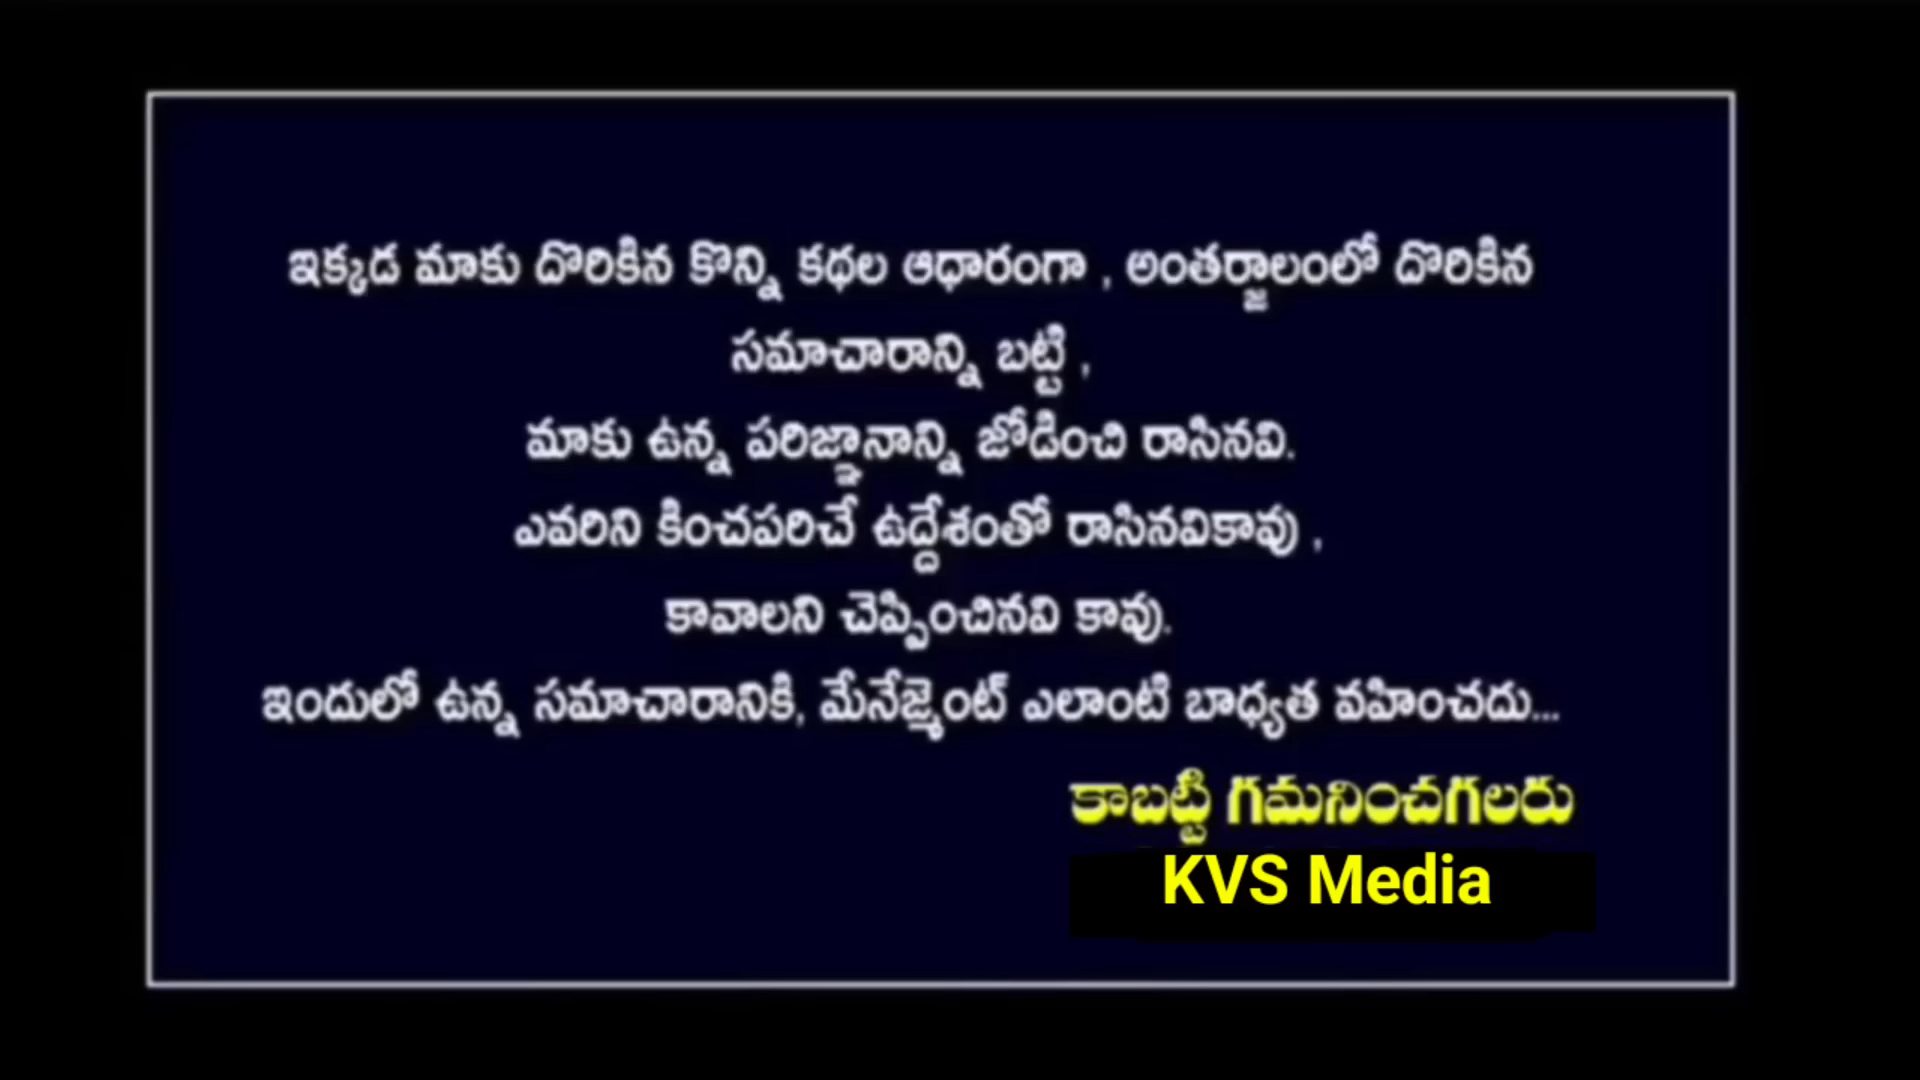 ఇక్కడ మాకు దొరికిన కొన్ని కథల ఆధారంగా , అంతర్జాలంలో దొరికిన
సమాచారాన్ని బట్టి ,
మాకు ఉన్న పరిజ్ఞానాన్ని జోడించి రాసినవి.
ఎవరిని కించపరిచే ఉద్దేశంతో రాసినవికావు ,
కావాలని చెప్పించినవి కావు.
ఇందులో ఉన్న సమాచారానికి, మేనేజ్మెంట్ ఎలాంటి బాధ్యత వహించదు...
కాబట్టి గమనించగలరు
KVS Media